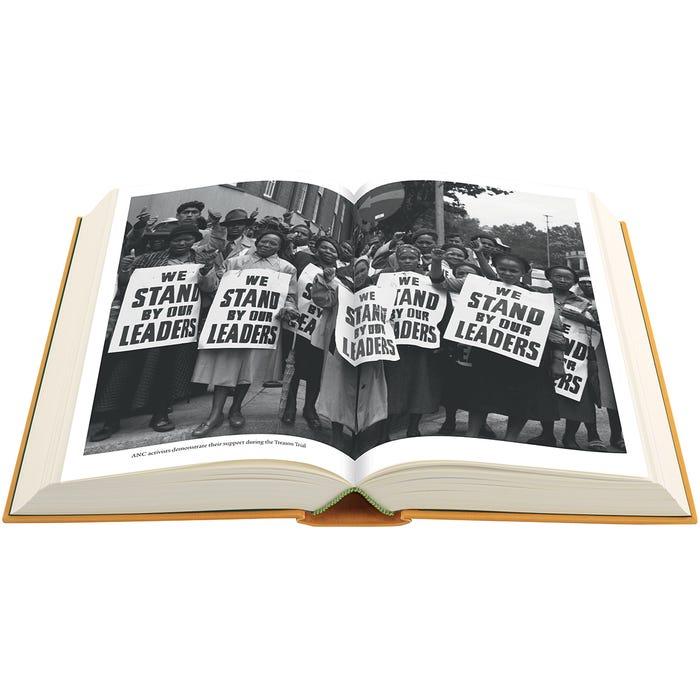 WE
STAND
BY OUR
LEADERS
WE
STAND
BY OUR
LEADERS
WE
STAND
BY OUR
LEADERS
WE
TAND
BY OUR
LEADERS
WE
STAND
BY OUR
LEADERS
ANC activists demonstrate their support during the Treason Trial